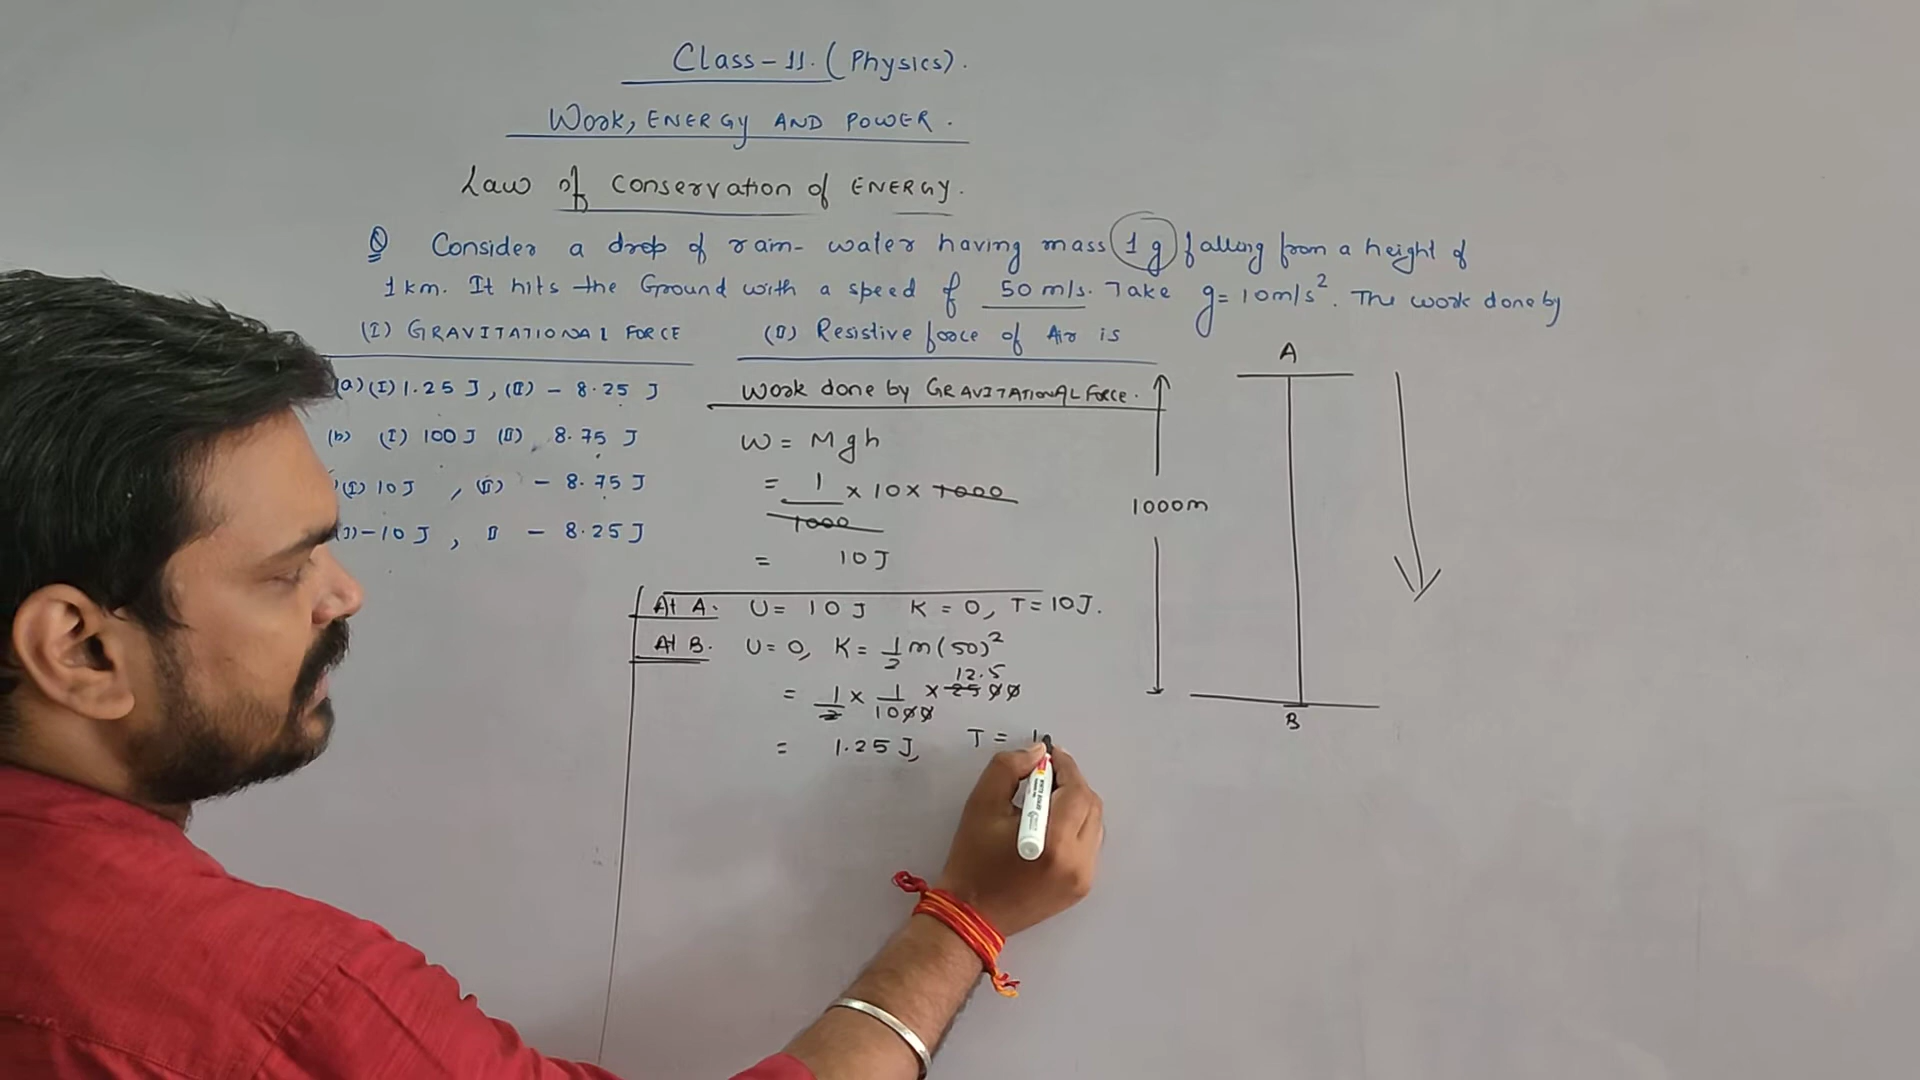 Class-11. (Physics).
Work, ENERGY AND POWER.
Law of Conservation of ENERGY.
Q Consider a drop of rain-water having mass 1 g falling from a height of
1 km. It hits the Ground with a speed of 50 m/s. Take g = 10 m/s². The work done by
(I) GRAVITATIONAL FORCE (II) Resistive force of Air is
(a) (I) 1.25 J, (II) - 8.25 J
(b) (I) 100 J (II) 8.75 J
(I) 10 J, (II) - 8.75 J
(I) -10 J, II - 8.25 J
Work done by GRAVITATIONAL Force.
W = Mgh
= 1/1000 × 10 × 1000
= 10 J
At A. U = 10 J K = 0, T = 10 J.
At B. U = 0, K = 1/2 m (50)²
12.5
= 1/2 × 1/1000 × 2500
= 1.25 J, T = 1
A
1000m
B